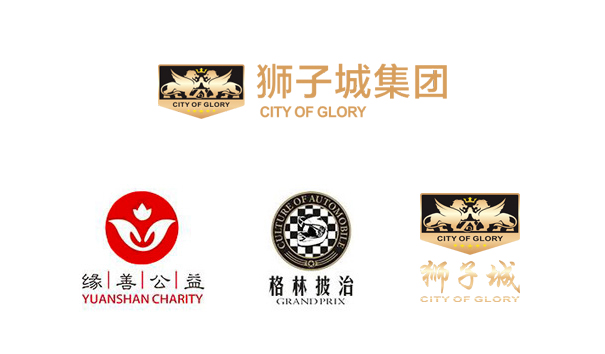 狮子城集团
CITY OF GLORY
CITY OF GLORY
缘善公益
YUANSHAN CHARITY
CULTURE OF AUTOMOBILE
格林披治
GRAND PRIX
CITY OF GLORY
狮子城
CITY OF GLORY